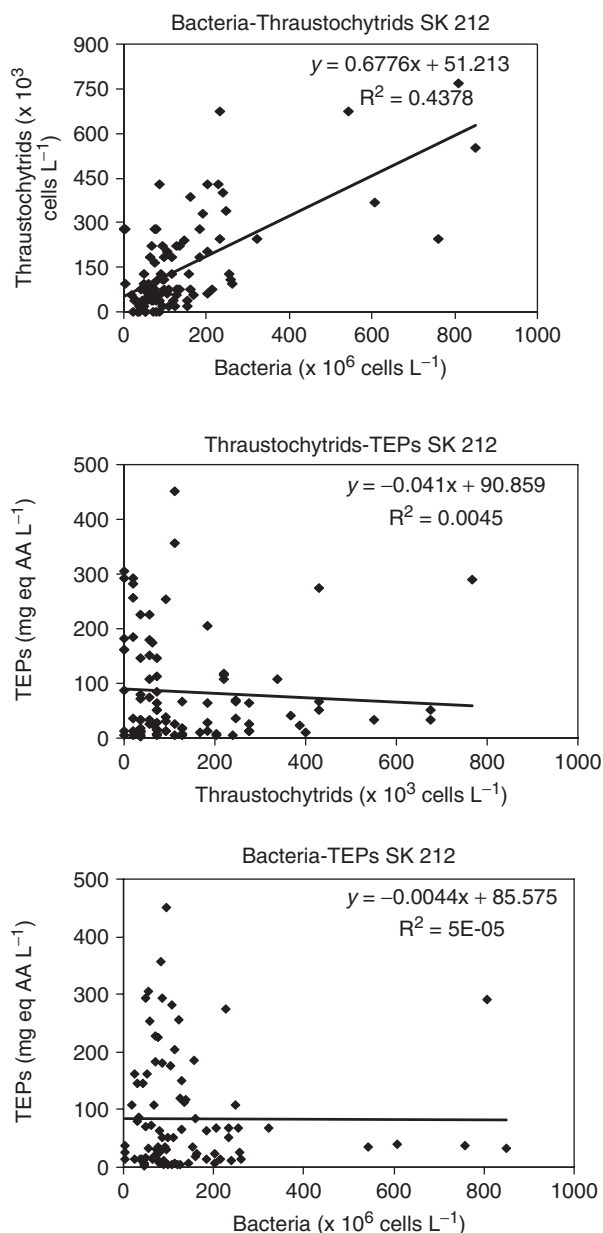 Bacteria-Thraustochytrids SK 212
900
750
600
450
300
150
0
Thraustochytrids (x 10³
cells L⁻¹)
y = 0.6776x + 51.213
R² = 0.4378
0 200 400 600 800 1000
Bacteria (x 10⁶ cells L⁻¹)
Thraustochytrids-TEPs SK 212
500
400
300
200
100
0
TEPs (mg eq AA L⁻¹)
y = −0.041x + 90.859
R² = 0.0045
0 200 400 600 800 1000
Thraustochytrids (x 10³ cells L⁻¹)
Bacteria-TEPs SK 212
500
400
300
200
100
0
TEPs (mg eq AA L⁻¹)
y = −0.0044x + 85.575
R² = 5E-05
0 200 400 600 800 1000
Bacteria (x 10⁶ cells L⁻¹)